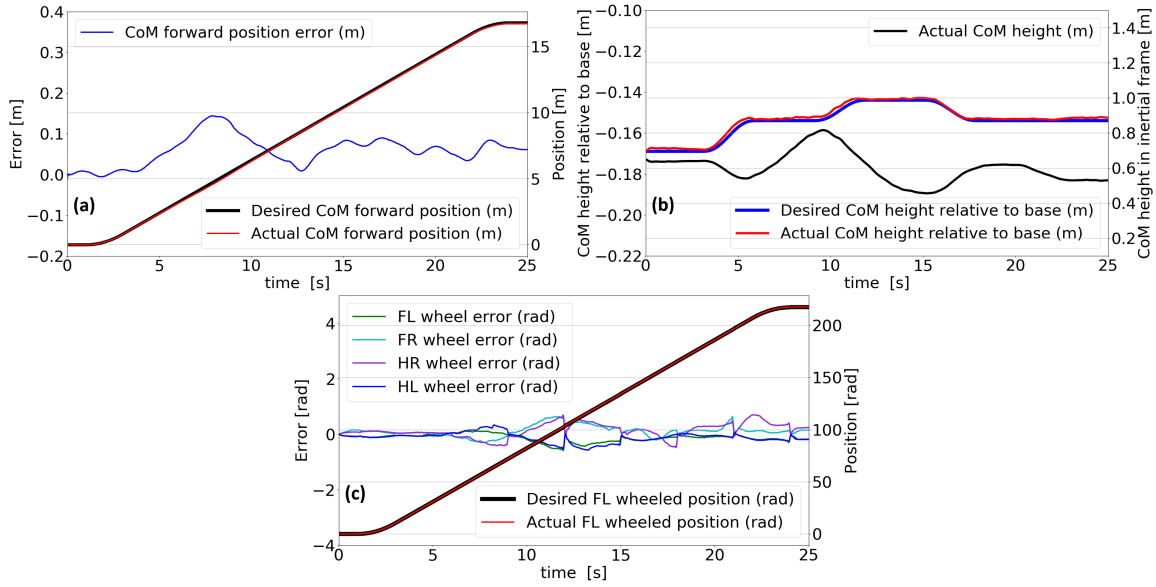 0.4
0.3
0.2
0.1
0.0
−0.1
−0.2
Error [m]
CoM forward position error (m)
15
10
5
0
Position [m]
(a)
Desired CoM forward position (m)
Actual CoM forward position (m)
0 5 10 15 20 25
time [s]
−0.10
−0.12
−0.14
−0.16
−0.18
−0.20
−0.22
CoM height relative to base [m]
Actual CoM height (m)
1.4
1.2
1.0
0.8
0.6
0.4
0.2
CoM height in inertial frame [m]
(b)
Desired CoM height relative to base (m)
Actual CoM height relative to base (m)
0 5 10 15 20 25
time [s]
4
2
0
−2
−4
Error [rad]
FL wheel error (rad)
FR wheel error (rad)
HR wheel error (rad)
HL wheel error (rad)
200
150
100
50
0
Position [rad]
(c)
Desired FL wheeled position (rad)
Actual FL wheeled position (rad)
0 5 10 15 20 25
time [s]